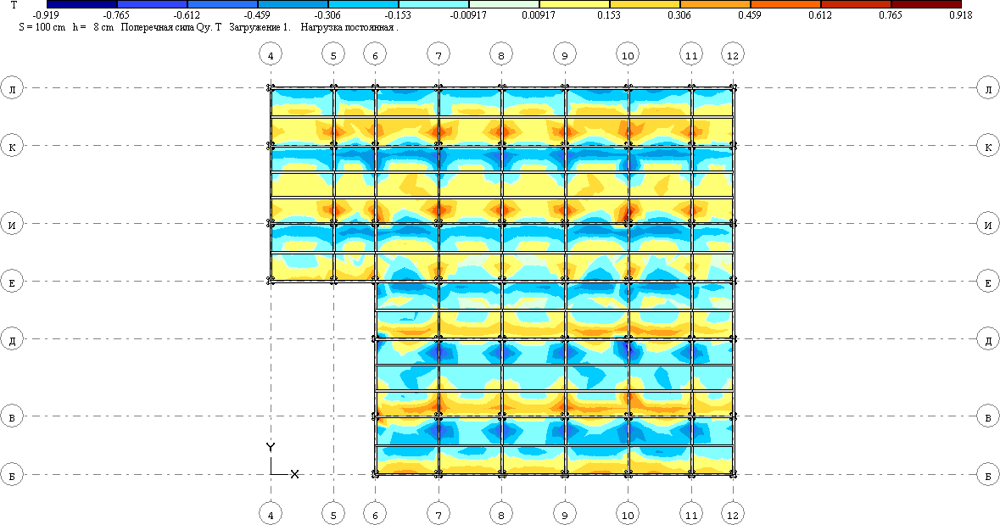 T
-0.919 -0.765 -0.612 -0.459 -0.306 -0.153 -0.00917 0.00917 0.153 0.306 0.459 0.612 0.765 0.918
S = 100 cm h = 8 cm Поперечная сила Qy. T Загружение 1. Нагрузка постоянная .
4 5 6 7 8 9 10 11 12
Л Л
К К
И И
Е Е
Д Д
В В
Y
X
Б Б
4 5 6 7 8 9 10 11 12